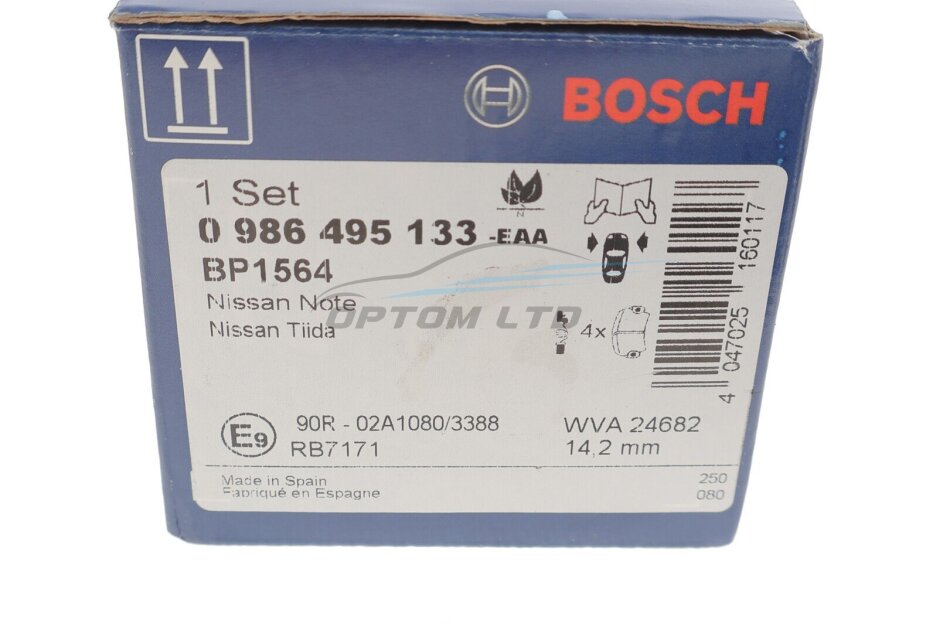 BOSCH
1 Set
N
0 986 495 133 -EAA
BP1564
Nissan Note
Nissan Tiida
OPTOM LTD
4x
4 047025 160117
E9
90R - 02A1080/3388
WVA 24682
RB7171
14,2 mm
Made in Spain
250
Fabriqué en Espagne
080